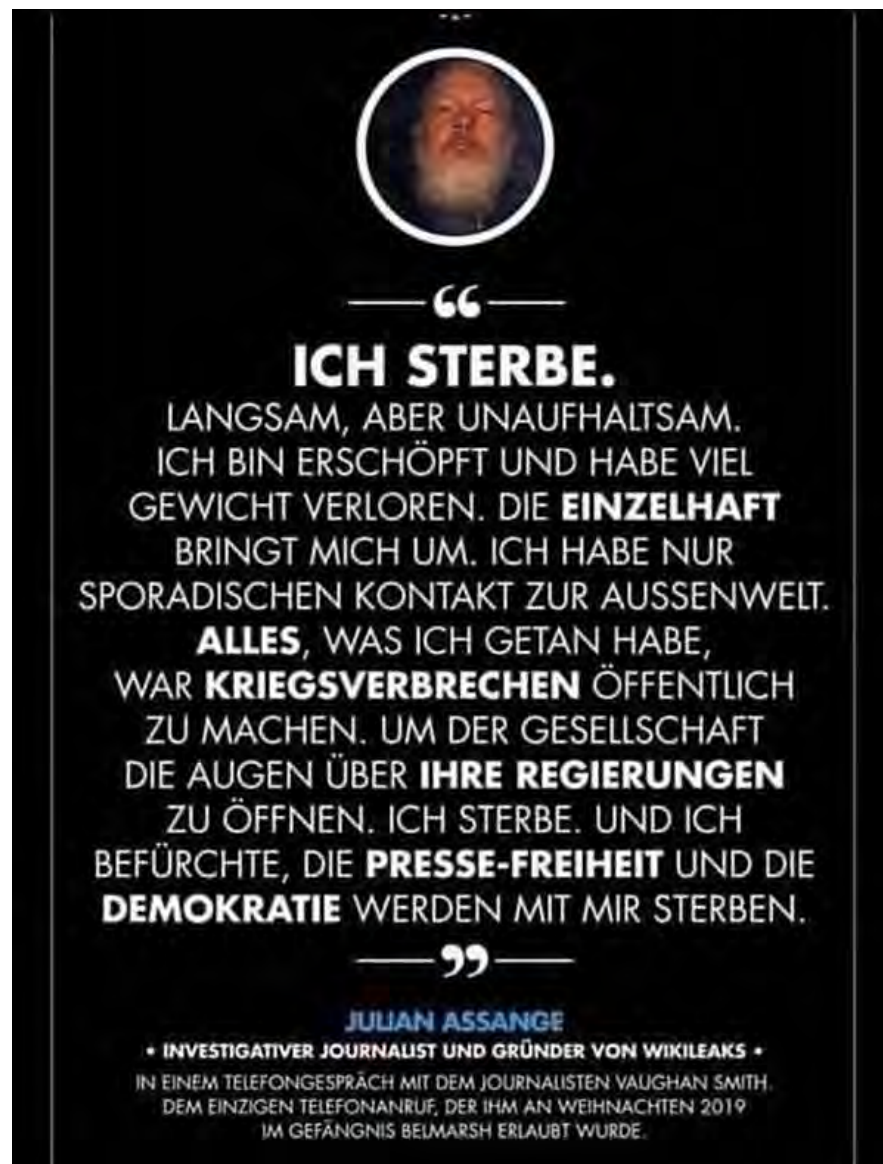 “
ICH STERBE.
LANGSAM, ABER UNAUFHALTSAM.
ICH BIN ERSCHÖPFT UND HABE VIEL
GEWICHT VERLOREN. DIE EINZELHAFT
BRINGT MICH UM. ICH HABE NUR
SPORADISCHEN KONTAKT ZUR AUSSENWELT.
ALLES, WAS ICH GETAN HABE,
WAR KRIEGSVERBRECHEN ÖFFENTLICH
ZU MACHEN. UM DER GESELLSCHAFT
DIE AUGEN ÜBER IHRE REGIERUNGEN
ZU ÖFFNEN. ICH STERBE. UND ICH
BEFÜRCHTE, DIE PRESSE-FREIHEIT UND DIE
DEMOKRATIE WERDEN MIT MIR STERBEN.
”
JULIAN ASSANGE
• INVESTIGATIVER JOURNALIST UND GRÜNDER VON WIKILEAKS •
IN EINEM TELEFONGESPRÄCH MIT DEM JOURNALISTEN VAUGHAN SMITH.
DEM EINZIGEN TELEFONANRUF, DER IHM AN WEIHNACHTEN 2019
IM GEFÄNGNIS BELMARSH ERLAUBT WURDE.